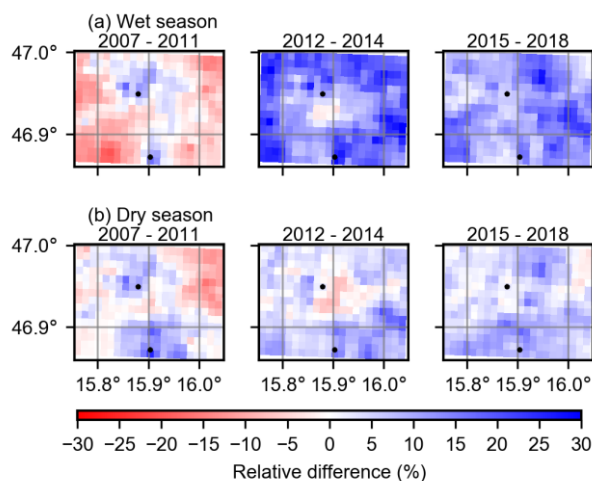 (a) Wet season
2007 - 2011 2012 - 2014 2015 - 2018
47.0°
46.9°
(b) Dry season
2007 - 2011 2012 - 2014 2015 - 2018
47.0°
46.9°
15.8° 15.9° 16.0° 15.8° 15.9° 16.0° 15.8° 15.9° 16.0°
−30 −25 −20 −15 −10 −5 0 5 10 15 20 25 30
Relative difference (%)